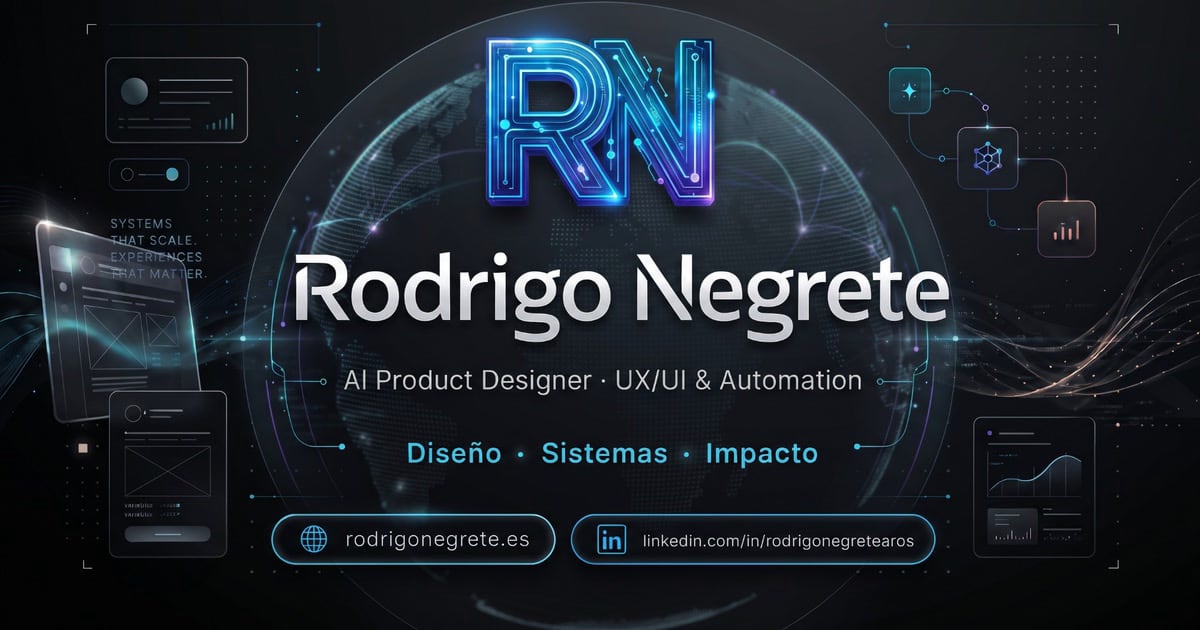 RN
SYSTEMS
THAT SCALE.
EXPERIENCES
THAT MATTER.
Rodrigo Negrete
AI Product Designer · UX/UI & Automation
Diseño · Sistemas · Impacto
rodrigonegrete.es
in linkedin.com/in/rodrigonegretearos